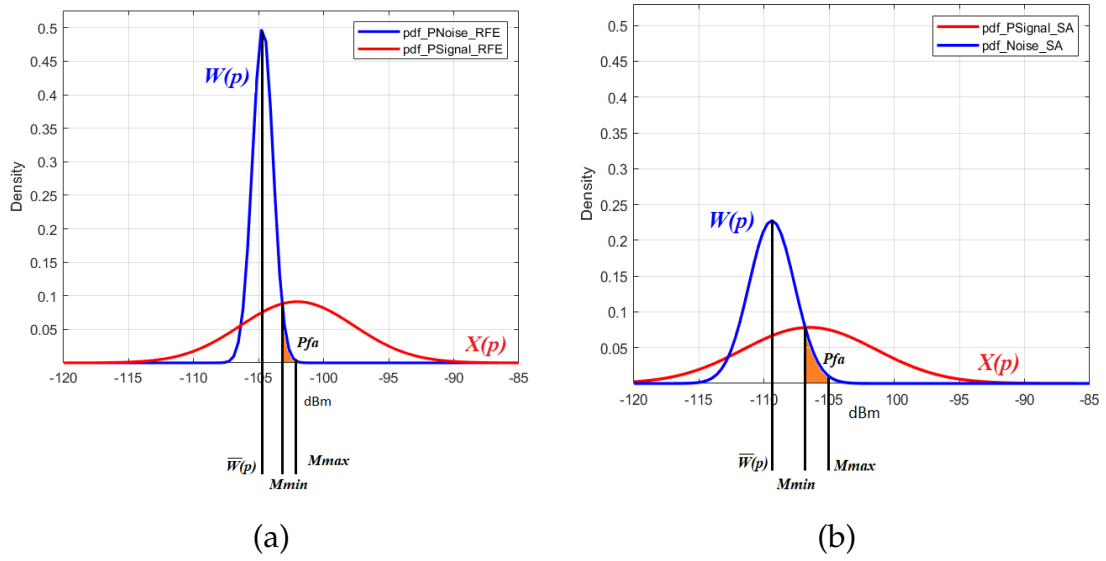 0.5
0.45
0.4
0.35
0.3
0.25
0.2
0.15
0.1
0.05
Density
pdf_PNoise_RFE
pdf_PSignal_RFE
W(p)
Pfa
X(p)
-120 -115 -110 -105 -100 -95 -90 -85
dBm
W̅(p)
Mmin
Mmax
(a)
0.5
0.45
0.4
0.35
0.3
0.25
0.2
0.15
0.1
0.05
Density
pdf_PSignal_SA
pdf_Noise_SA
W(p)
Pfa
X(p)
-120 -115 -110 -105 -100 -95 -90 -85
dBm
W̅(p)
Mmin
Mmax
(b)